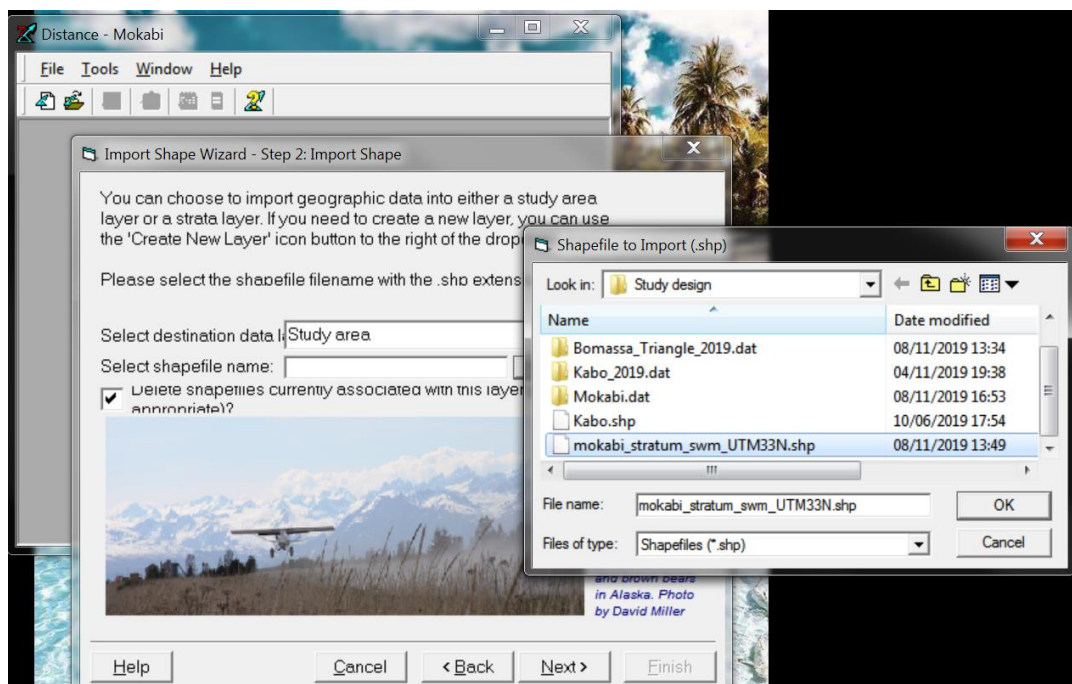 Distance - Mokabi
File Tools Window Help
Import Shape Wizard - Step 2: Import Shape
You can choose to import geographic data into either a study area
layer or a strata layer. If you need to create a new layer, you can use
the 'Create New Layer' icon button to the right of the
Please select the shapefile filename with the .shp
Select destination data Study area
Select shapefile name:
Delete shapefiles currently associated with this layer
appropriate)?
and brown bears
in Alaska. Photo
by David Miller
Help Cancel < Back Next > Finish
Shapefile to Import (.shp)
Look in: Study design
Name Date modified
Bomassa_Triangle_2019.dat 08/11/2019 13:34
Kabo_2019.dat 04/11/2019 19:38
Mokabi.dat 08/11/2019 16:53
Kabo.shp 10/06/2019 17:54
mokabi_stratum_swm_UTM33N.shp 08/11/2019 13:49
File name: mokabi_stratum_swm_UTM33N.shp OK
Files of type: Shapefiles (*.shp) Cancel